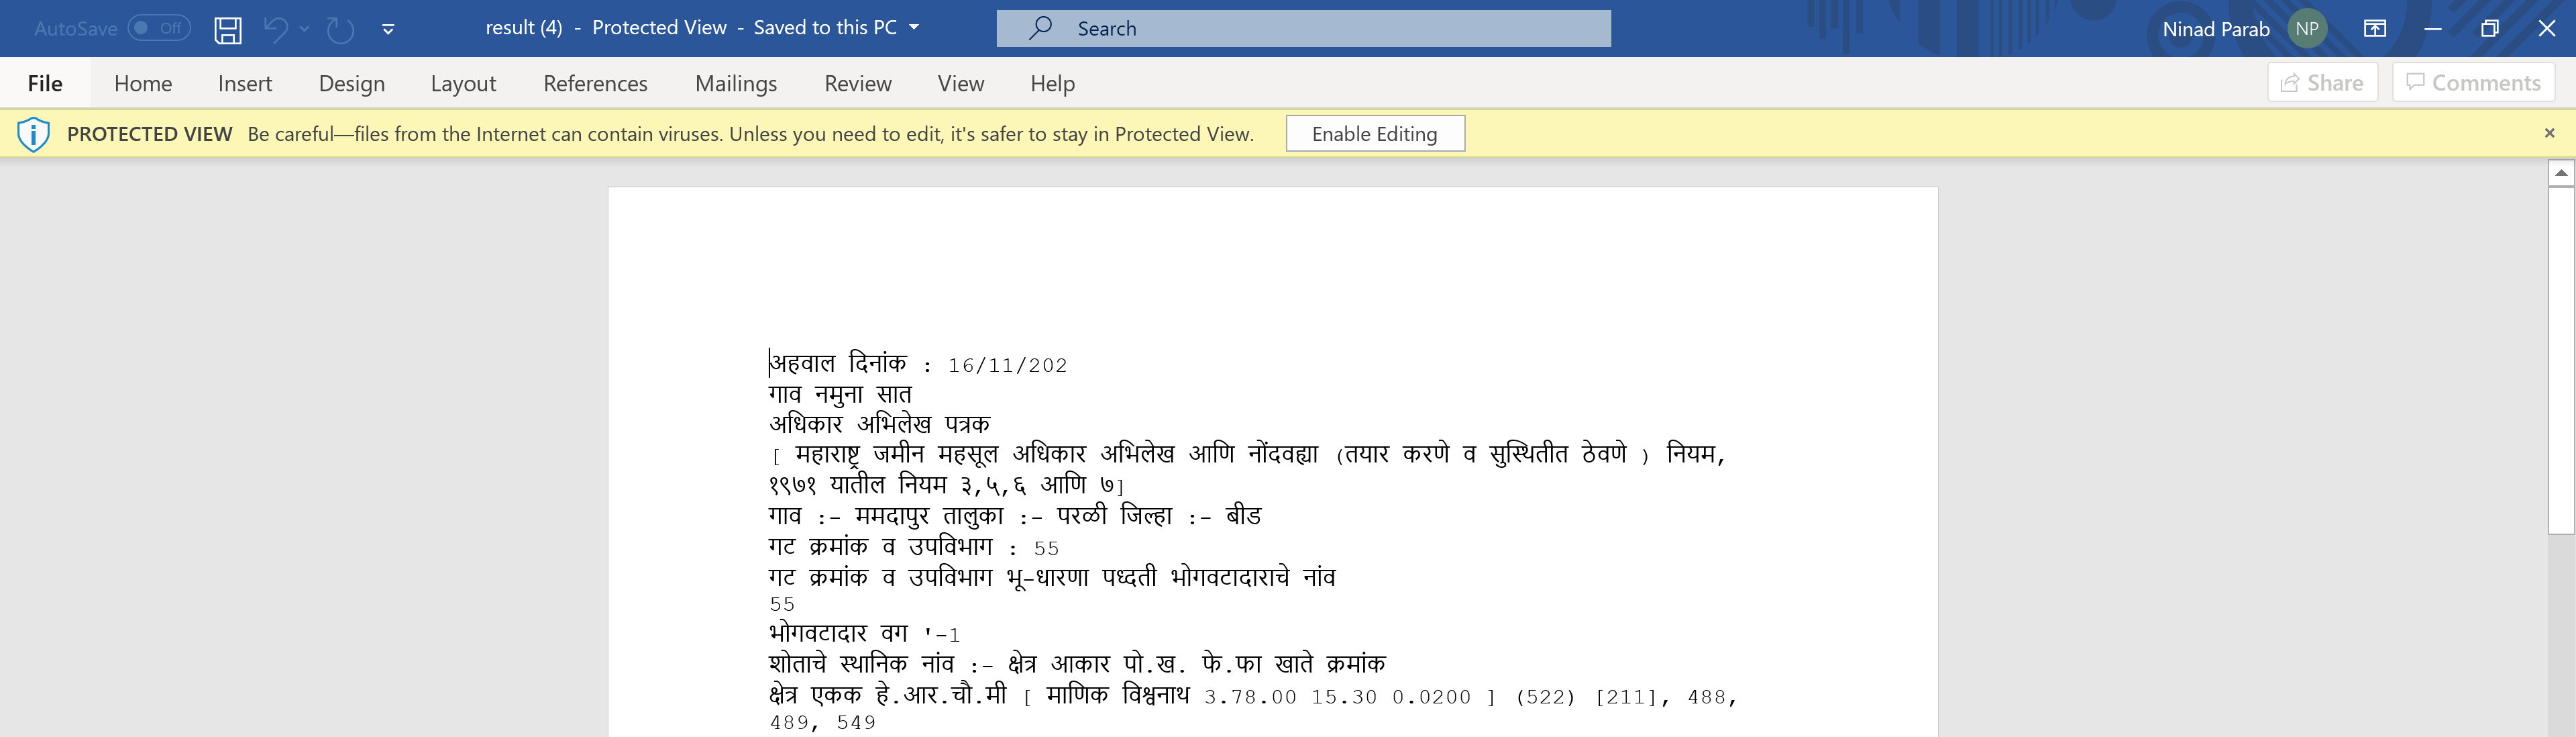 AutoSave Off result (4) - Protected View - Saved to this PC Search Ninad Parab NP
File Home Insert Design Layout References Mailings Review View Help Share Comments
PROTECTED VIEW Be careful—files from the Internet can contain viruses. Unless you need to edit, it's safer to stay in Protected View. Enable Editing
अहवाल दिनांक : 16/11/202
गाव नमुना सात
अधिकार अभिलेख पत्रक
[ महाराष्ट्र जमीन महसूल अधिकार अभिलेख आणि नोंदवह्या (तयार करणे व सुस्थितीत ठेवणे ) नियम,
१९७१ यातील नियम ३,५,६ आणि ७]
गाव :- ममदापुर तालुका :- परळी जिल्हा :- बीड
गट क्रमांक व उपविभाग : 55
गट क्रमांक व उपविभाग भू-धारणा पध्दती भोगवटादाराचे नांव
55
भोगवटादार वग '-1
शोताचे स्थानिक नांव :- क्षेत्र आकार पो.ख. फे.फा खाते क्रमांक
क्षेत्र एकक हे.आर.चौ.मी [ माणिक विश्वनाथ 3.78.00 15.30 0.0200 ] (522) [211], 488,
489, 549